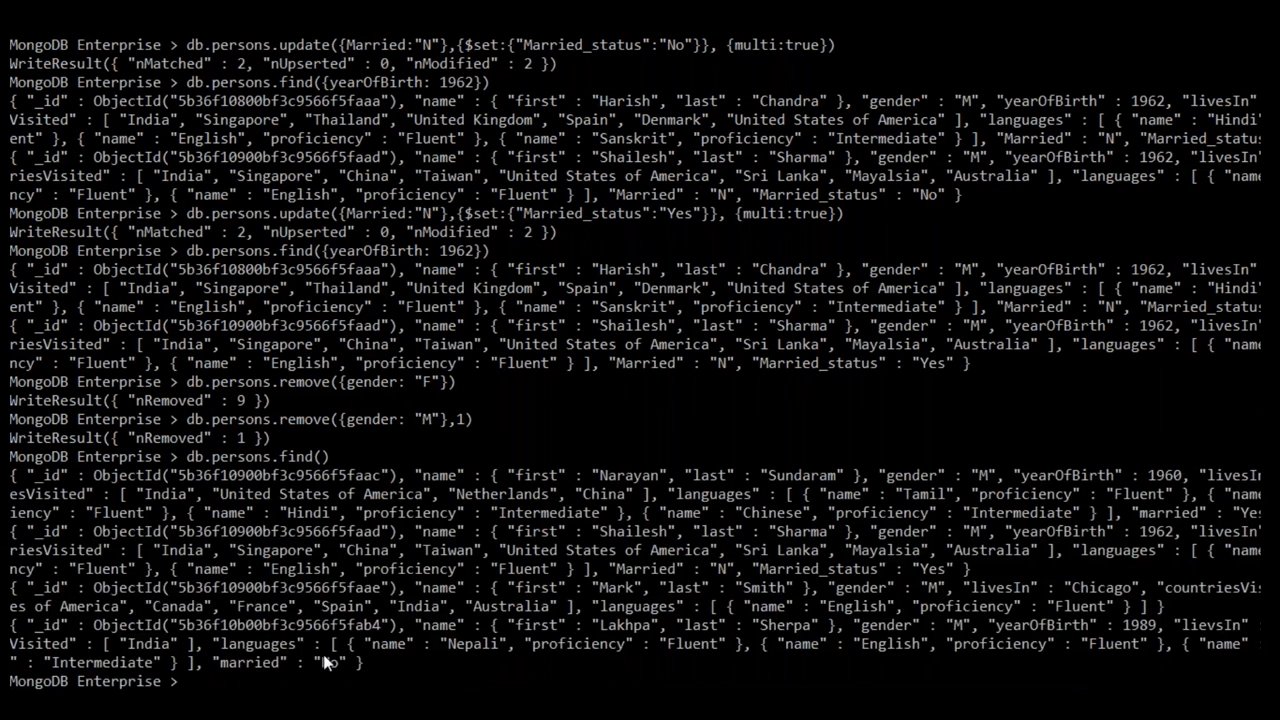 MongoDB Enterprise > db.persons.update({Married:"N"},{$set:{"Married_status":"No"}}, {multi:true})
WriteResult({ "nMatched" : 2, "nUpserted" : 0, "nModified" : 2 })
MongoDB Enterprise > db.persons.find({yearOfBirth: 1962})
{ "_id" : ObjectId("5b36f10800bf3c9566f5faaa"), "name" : { "first" : "Harish", "last" : "Chandra" }, "gender" : "M", "yearOfBirth" : 1962, "livesIn"
Visited" : [ "India", "Singapore", "Thailand", "United Kingdom", "Spain", "Denmark", "United States of America" ], "languages" : [ { "name" : "Hindi"
ent" }, { "name" : "English", "proficiency" : "Fluent" }, { "name" : "Sanskrit", "proficiency" : "Intermediate" } ], "Married" : "N", "Married_status
{ "_id" : ObjectId("5b36f10900bf3c9566f5faad"), "name" : { "first" : "Shailesh", "last" : "Sharma" }, "gender" : "M", "yearOfBirth" : 1962, "livesIn"
riesVisited" : [ "India", "Singapore", "China", "Taiwan", "United States of America", "Sri Lanka", "Mayalsia", "Australia" ], "languages" : [ { "name
ncy" : "Fluent" }, { "name" : "English", "proficiency" : "Fluent" } ], "Married" : "N", "Married_status" : "No" }
MongoDB Enterprise > db.persons.update({Married:"N"},{$set:{"Married_status":"Yes"}}, {multi:true})
WriteResult({ "nMatched" : 2, "nUpserted" : 0, "nModified" : 2 })
MongoDB Enterprise > db.persons.find({yearOfBirth: 1962})
{ "_id" : ObjectId("5b36f10800bf3c9566f5faaa"), "name" : { "first" : "Harish", "last" : "Chandra" }, "gender" : "M", "yearOfBirth" : 1962, "livesIn"
Visited" : [ "India", "Singapore", "Thailand", "United Kingdom", "Spain", "Denmark", "United States of America" ], "languages" : [ { "name" : "Hindi"
ent" }, { "name" : "English", "proficiency" : "Fluent" }, { "name" : "Sanskrit", "proficiency" : "Intermediate" } ], "Married" : "N", "Married_status
{ "_id" : ObjectId("5b36f10900bf3c9566f5faad"), "name" : { "first" : "Shailesh", "last" : "Sharma" }, "gender" : "M", "yearOfBirth" : 1962, "livesIn"
riesVisited" : [ "India", "Singapore", "China", "Taiwan", "United States of America", "Sri Lanka", "Mayalsia", "Australia" ], "languages" : [ { "name
ncy" : "Fluent" }, { "name" : "English", "proficiency" : "Fluent" } ], "Married" : "N", "Married_status" : "Yes" }
MongoDB Enterprise > db.persons.remove({gender: "F"})
WriteResult({ "nRemoved" : 9 })
MongoDB Enterprise > db.persons.remove({gender: "M"},1)
WriteResult({ "nRemoved" : 1 })
MongoDB Enterprise > db.persons.find()
{ "_id" : ObjectId("5b36f10900bf3c9566f5faac"), "name" : { "first" : "Narayan", "last" : "Sundaram" }, "gender" : "M", "yearOfBirth" : 1960, "livesIn
esVisited" : [ "India", "United States of America", "Netherlands", "China" ], "languages" : [ { "name" : "Tamil", "proficiency" : "Fluent" }, { "name
iency" : "Fluent" }, { "name" : "Hindi", "proficiency" : "Intermediate" }, { "name" : "Chinese", "proficiency" : "Intermediate" } ], "married" : "Yes
{ "_id" : ObjectId("5b36f10900bf3c9566f5faad"), "name" : { "first" : "Shailesh", "last" : "Sharma" }, "gender" : "M", "yearOfBirth" : 1962, "livesIn"
riesVisited" : [ "India", "Singapore", "China", "Taiwan", "United States of America", "Sri Lanka", "Mayalsia", "Australia" ], "languages" : [ { "name
ncy" : "Fluent" }, { "name" : "English", "proficiency" : "Fluent" } ], "Married" : "N", "Married_status" : "Yes" }
{ "_id" : ObjectId("5b36f10900bf3c9566f5faae"), "name" : { "first" : "Mark", "last" : "Smith" }, "gender" : "M", "livesIn" : "Chicago", "countriesVis
es of America", "Canada", "France", "Spain", "India", "Australia" ], "languages" : [ { "name" : "English", "proficiency" : "Fluent" } ] }
{ "_id" : ObjectId("5b36f10b00bf3c9566f5fab4"), "name" : { "first" : "Lakhpa", "last" : "Sherpa" }, "gender" : "M", "yearOfBirth" : 1989, "lievsIn" :
Visited" : [ "India" ], "languages" : [ { "name" : "Nepali", "proficiency" : "Fluent" }, { "name" : "English", "proficiency" : "Fluent" }, { "name"
" : "Intermediate" } ], "married" : "No" }
MongoDB Enterprise >